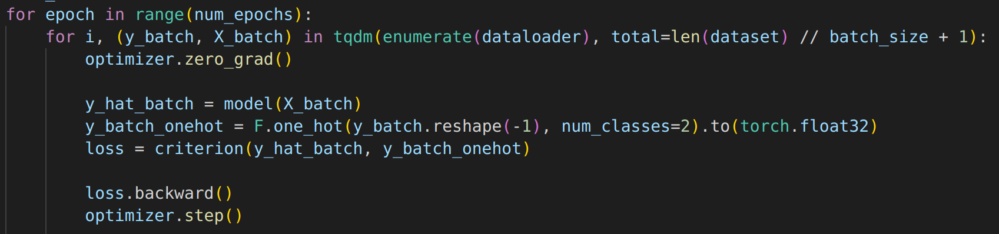 for epoch in range(num_epochs):
    for i, (y_batch, X_batch) in tqdm(enumerate(dataloader), total=len(dataset) // batch_size + 1):
        optimizer.zero_grad()

        y_hat_batch = model(X_batch)
        y_batch_onehot = F.one_hot(y_batch.reshape(-1), num_classes=2).to(torch.float32)
        loss = criterion(y_hat_batch, y_batch_onehot)

        loss.backward()
        optimizer.step()